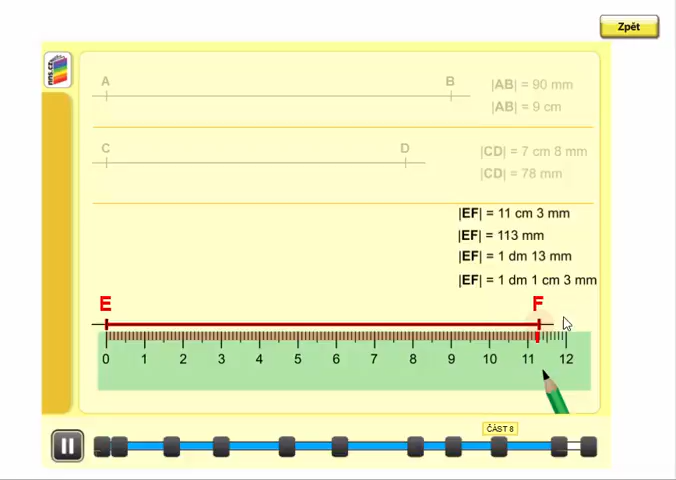 Zpět
nns.cz
A B
|AB| = 90 mm
|AB| = 9 cm
C D
|CD| = 7 cm 8 mm
|CD| = 78 mm
|EF| = 11 cm 3 mm
|EF| = 113 mm
|EF| = 1 dm 13 mm
|EF| = 1 dm 1 cm 3 mm
E F
0 1 2 3 4 5 6 7 8 9 10 11 12
ČÁST 8